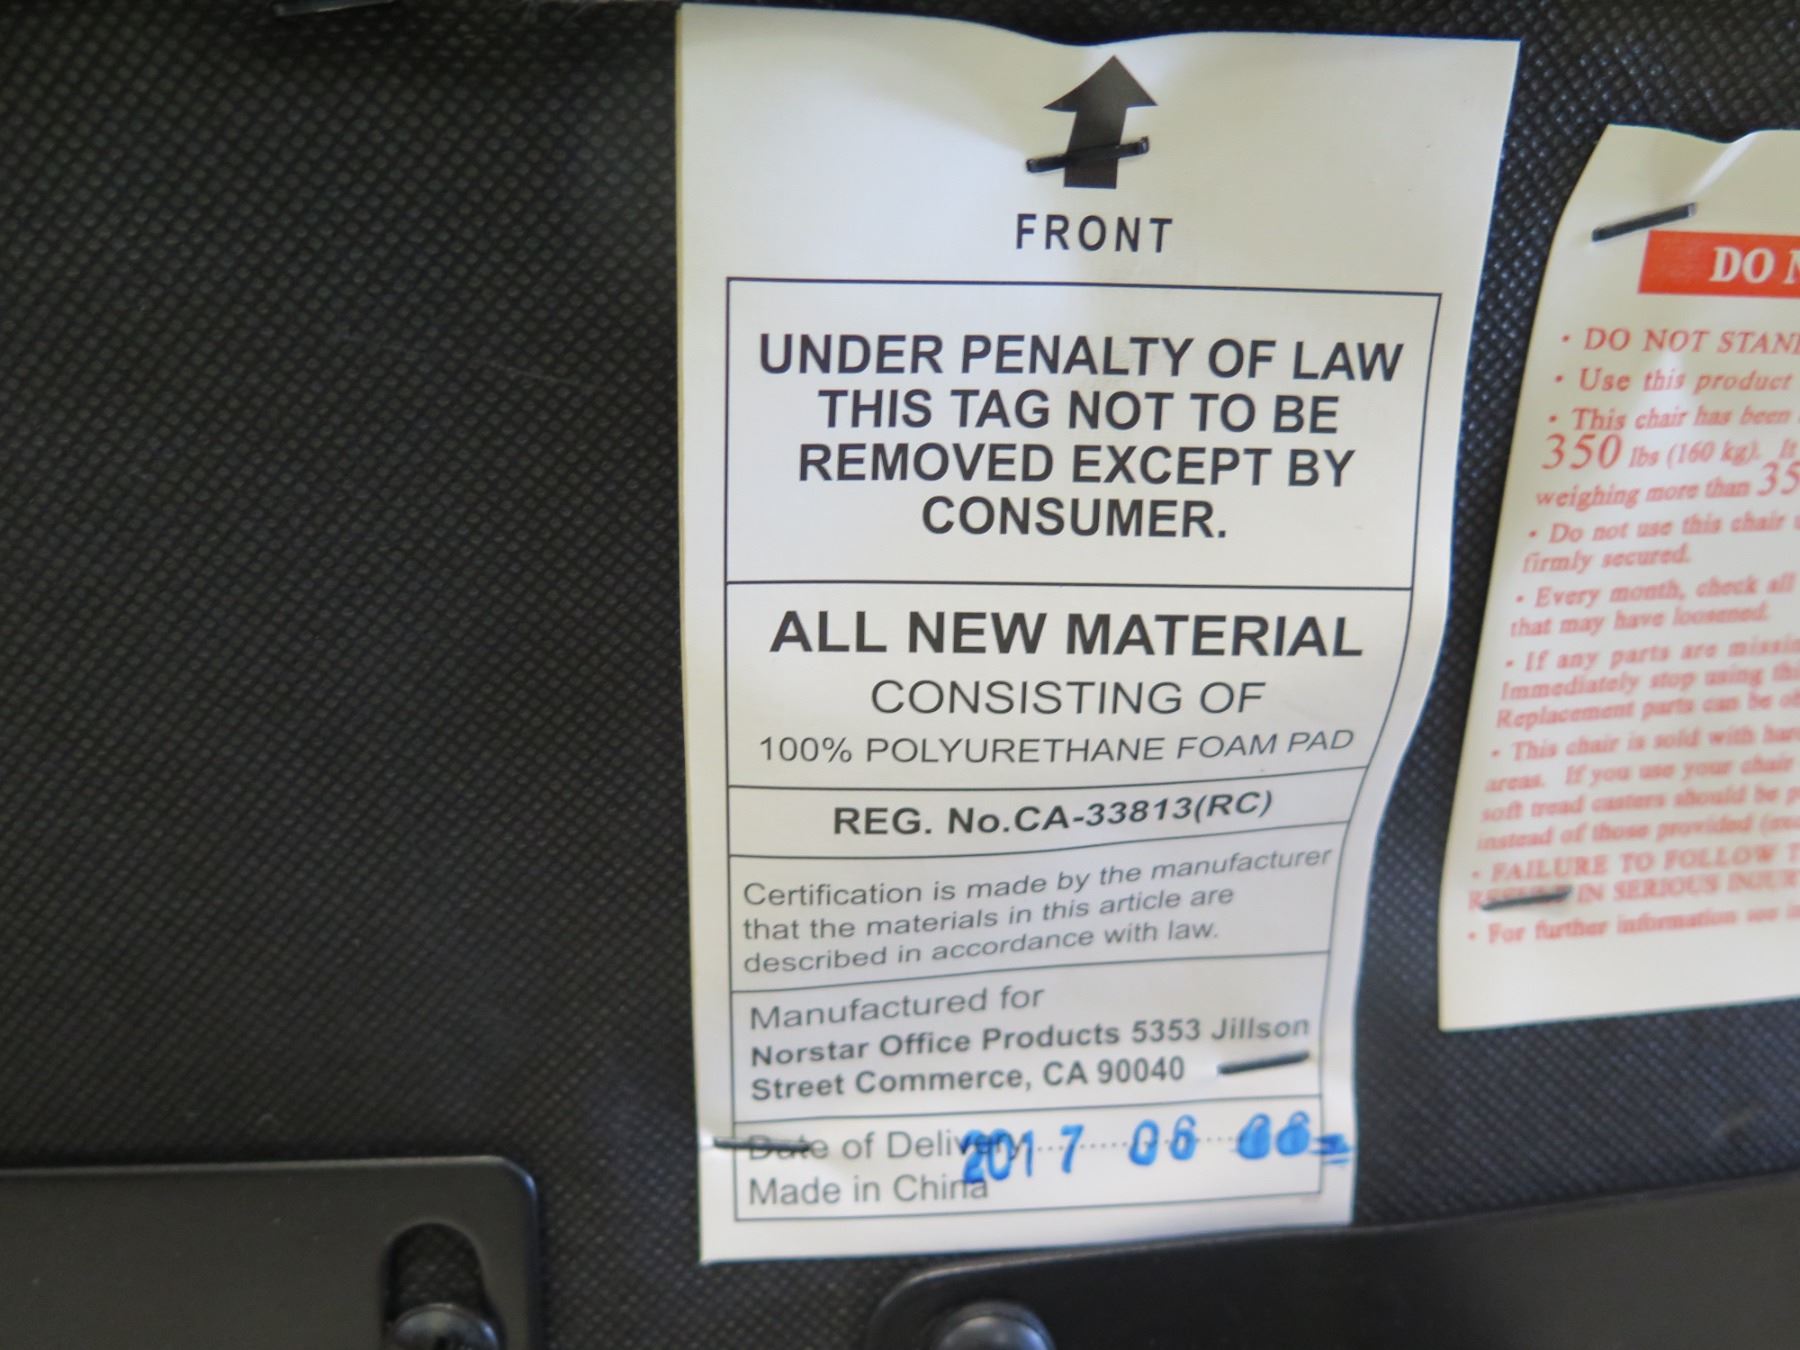 FRONT
UNDER PENALTY OF LAW
THIS TAG NOT TO BE
REMOVED EXCEPT BY
CONSUMER.
ALL NEW MATERIAL
CONSISTING OF
100% POLYURETHANE FOAM PAD
REG. No.CA-33813(RC)
Certification is made by the manufacturer
that the materials in this article are
described in accordance with law.
Manufactured for
Norstar Office Products 5353 Jillson
Street Commerce, CA 90040
Date of Delivery 2017 06
Made in China
DO
• DO NOT
• Use this product
• This chair has been
350 lbs (160 kg).
weighing more than
• Do not use this chair
firmly secured.
• Every month, check all
that may have loosened.
• If any parts are
Immediately stop using
Replacement parts can be
• This chair is sold with
areas. If you use your chair
soft tread casters should be
instead of those provided
• FAILURE TO FOLLOW
IN SERIOUS
• For further information see